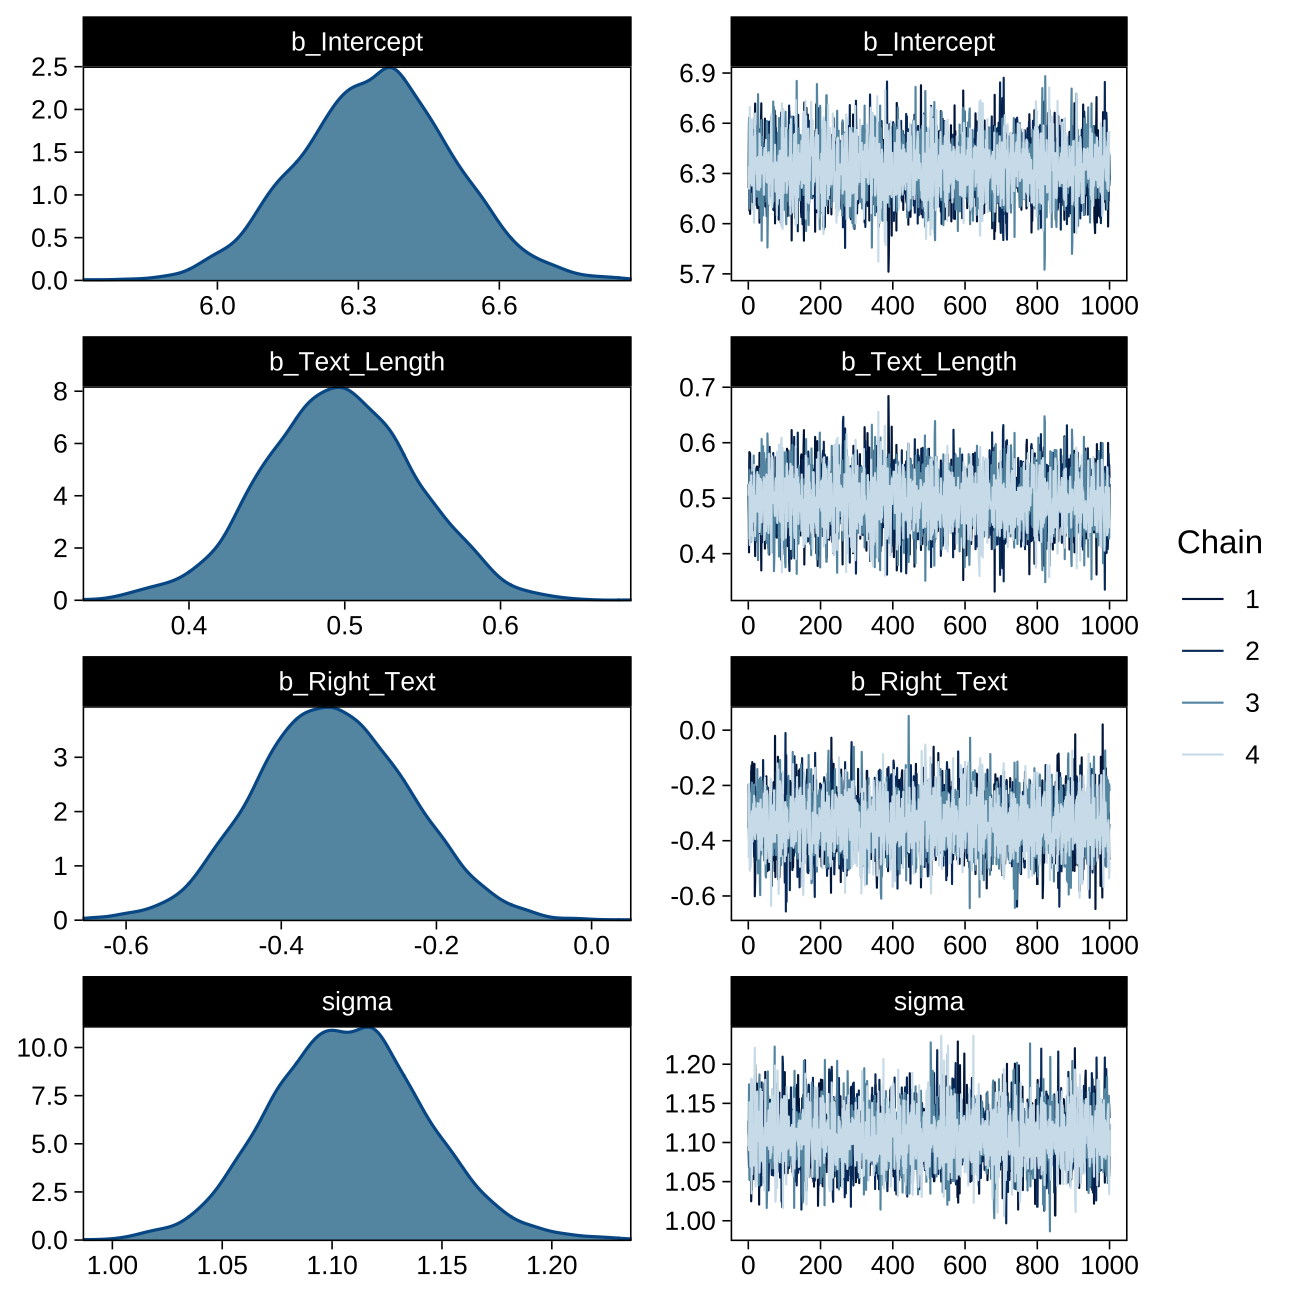 b_Intercept
2.5
2.0
1.5
1.0
0.5
0.0
6.0 6.3 6.6
b_Intercept
6.9
6.6
6.3
6.0
5.7
0 200 400 600 800 1000
b_Text_Length
8
6
4
2
0
0.4 0.5 0.6
b_Text_Length
0.7
0.6
0.5
0.4
0 200 400 600 800 1000
b_Right_Text
3
2
1
0
-0.6 -0.4 -0.2 0.0
b_Right_Text
0.0
-0.2
-0.4
-0.6
0 200 400 600 800 1000
sigma
10.0
7.5
5.0
2.5
0.0
1.00 1.05 1.10 1.15 1.20
sigma
1.20
1.15
1.10
1.05
1.00
0 200 400 600 800 1000
Chain
1
2
3
4